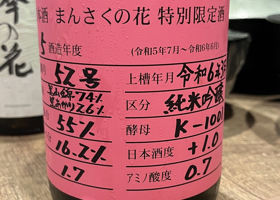 本酒 まんさくの花 特別限定酒
5酒造年度 (令和5年7月〜令和6年6月)
52号 上槽年月 令和6年3月
74% 26% 区分 純米吟醸
55% 酵母 K-1001
16.2% 日本酒度 +1.0
1.7 アミノ酸度 0.7
の花